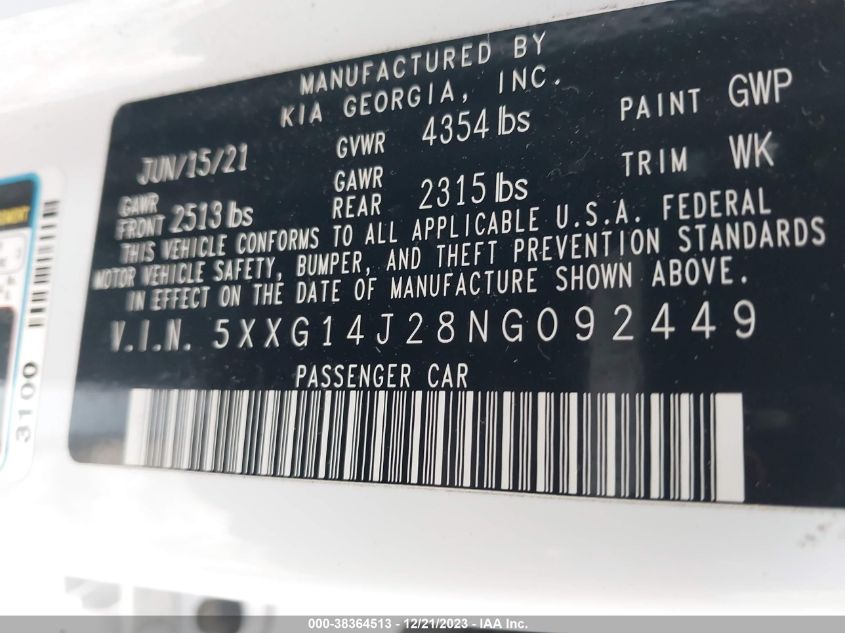 MANUFACTURED BY
KIA GEORGIA, INC.
JUN/15/21 GVWR 4354 lbs PAINT GWP
GAWR FRONT 2513 lbs GAWR REAR 2315 lbs TRIM WK
THIS VEHICLE CONFORMS TO ALL APPLICABLE U.S.A. FEDERAL
MOTOR VEHICLE SAFETY, BUMPER, AND THEFT PREVENTION STANDARDS
IN EFFECT ON THE DATE OF MANUFACTURE SHOWN ABOVE.
V.I.N. 5XXG14J28NG092449
PASSENGER CAR
3100
000-38364513 - 12/21/2023 - IAA Inc.